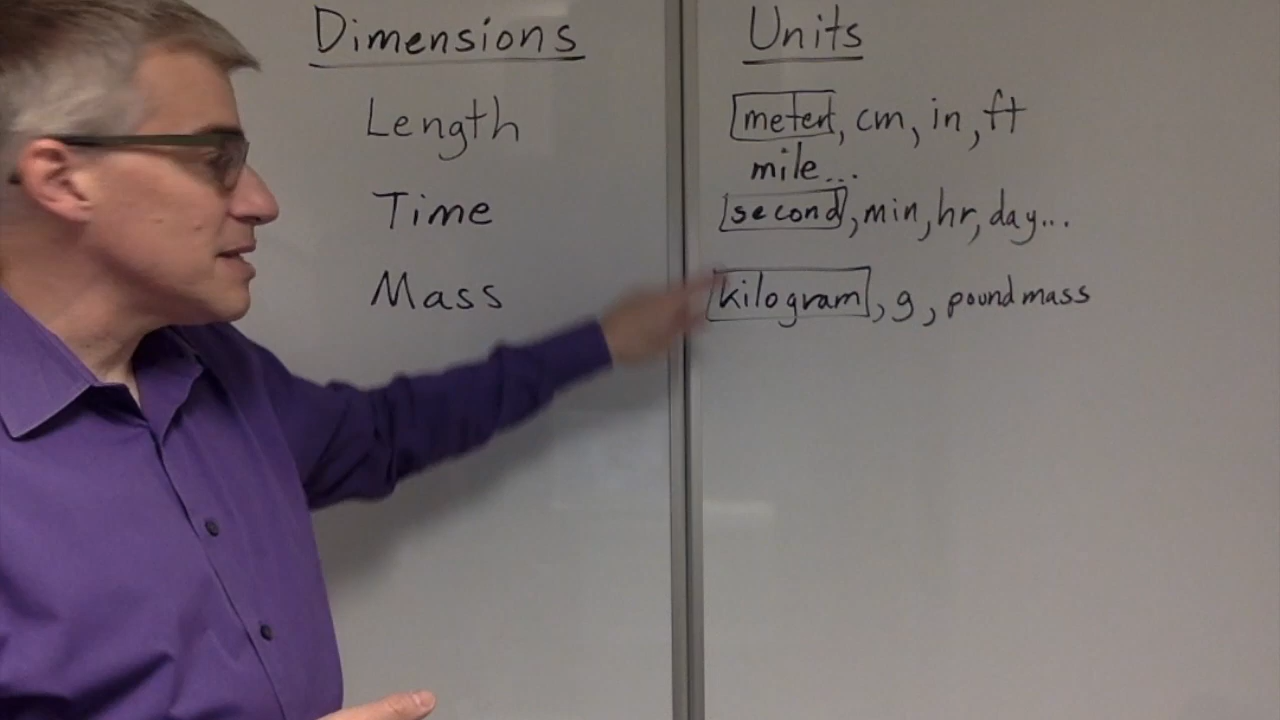 Dimensions Units
Length meter, cm, in, ft
mile...
Time second, min, hr, day...
Mass kilogram, g, pound mass